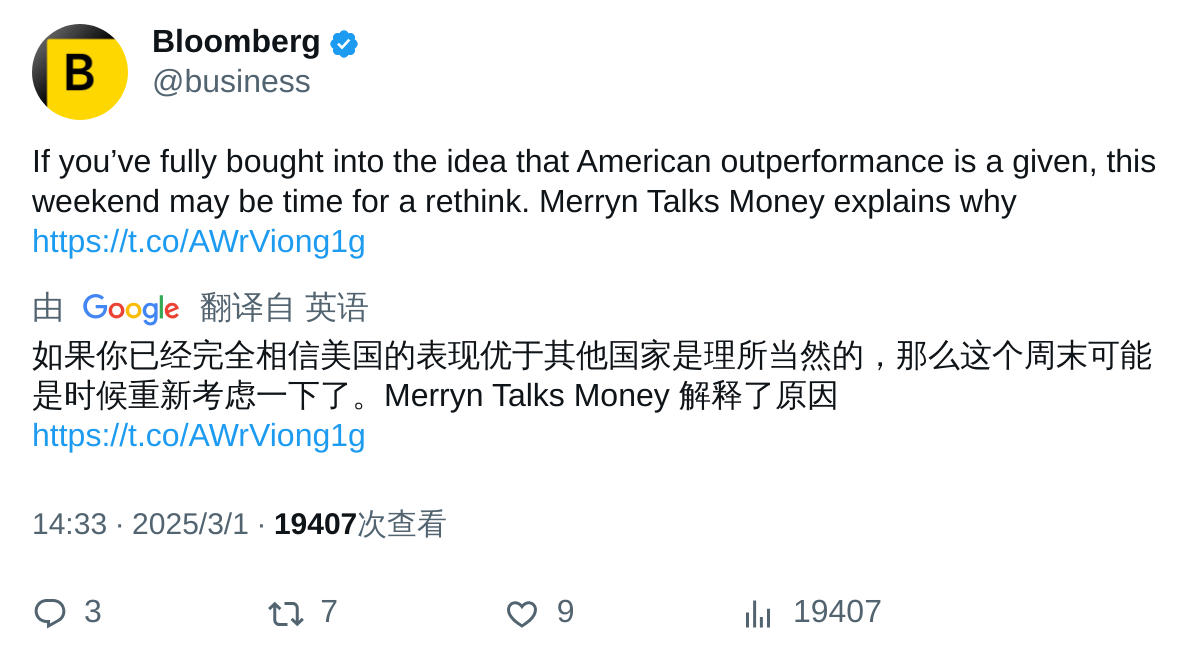 B
Bloomberg
@business
If you’ve fully bought into the idea that American outperformance is a given, this
weekend may be time for a rethink. Merryn Talks Money explains why
https://t.co/AWrViong1g
由 Google 翻译自 英语
如果你已经完全相信美国的表现优于其他国家是理所当然的，那么这个周末可能
是时候重新考虑一下了。Merryn Talks Money 解释了原因
https://t.co/AWrViong1g
14:33 · 2025/3/1 · 19407次查看
3 7 9 19407